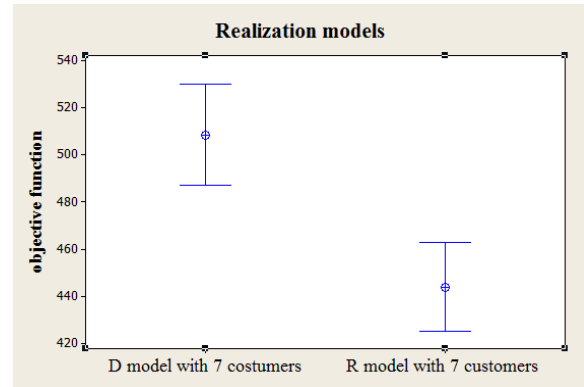 Realization models
objective function
540
520
500
480
460
440
420
D model with 7 costumers
R model with 7 customers